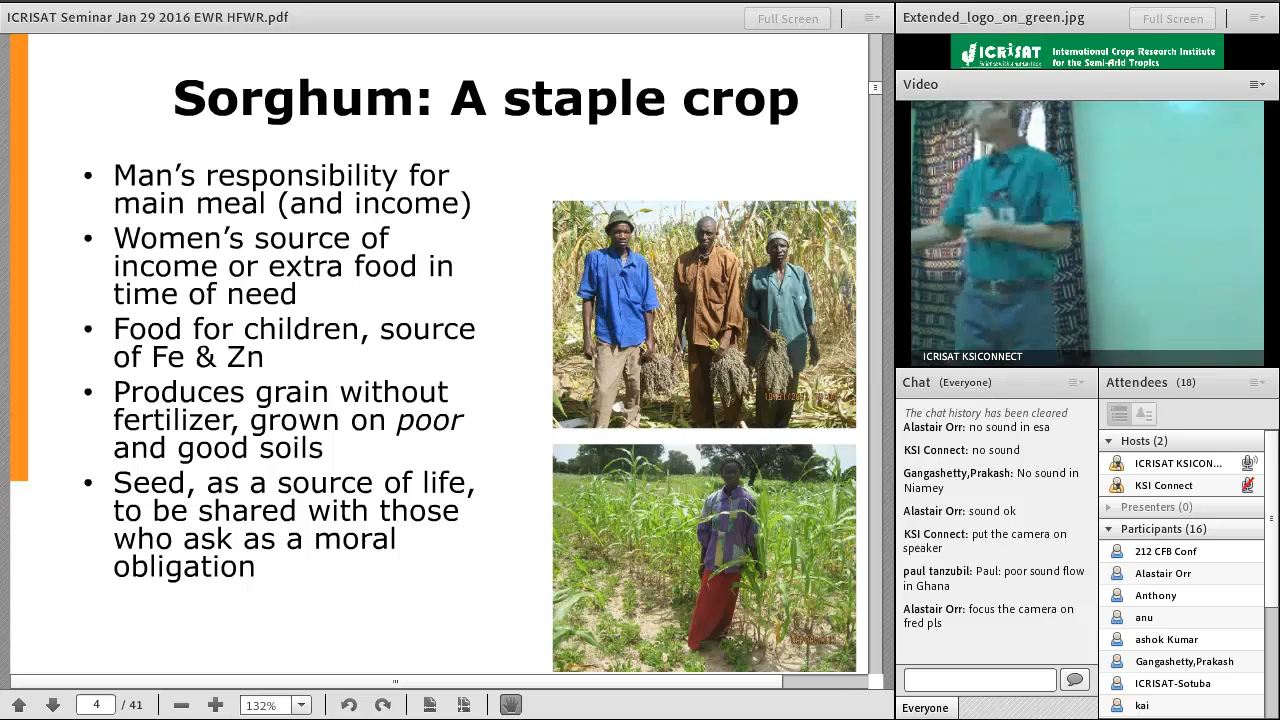 ICRISAT Seminar Jan 29 2016 EWR HFWR.pdf
Full Screen
Sorghum: A staple crop
• Man’s responsibility for
main meal (and income)
• Women’s source of
income or extra food in
time of need
• Food for children, source
of Fe & Zn
• Produces grain without
fertilizer, grown on poor
and good soils
• Seed, as a source of life,
to be shared with those
who ask as a moral
obligation
4 / 41
132%
Extended_logo_on_green.jpg
Full Screen
ICRISAT
International Crops Research Institute
for the Semi-Arid Tropics
Video
ICRISAT KSICONNECT
Chat (Everyone)
The chat history has been cleared
Alastair Orr: no sound in esa
KSI Connect: no sound
Gangashetty,Prakash: No sound in
Niamey
Alastair Orr: sound ok
KSI Connect: put the camera on
speaker
paul tanzubil: Paul: poor sound flow
in Ghana
Alastair Orr: focus the camera on
fred pls
Everyone
Attendees (18)
Hosts (2)
ICRISAT KSICON...
KSI Connect
Presenters (0)
Participants (16)
212 CFB Conf
Alastair Orr
Anthony
anu
ashok Kumar
Gangashetty,Prakash
ICRISAT-Sotuba
kai